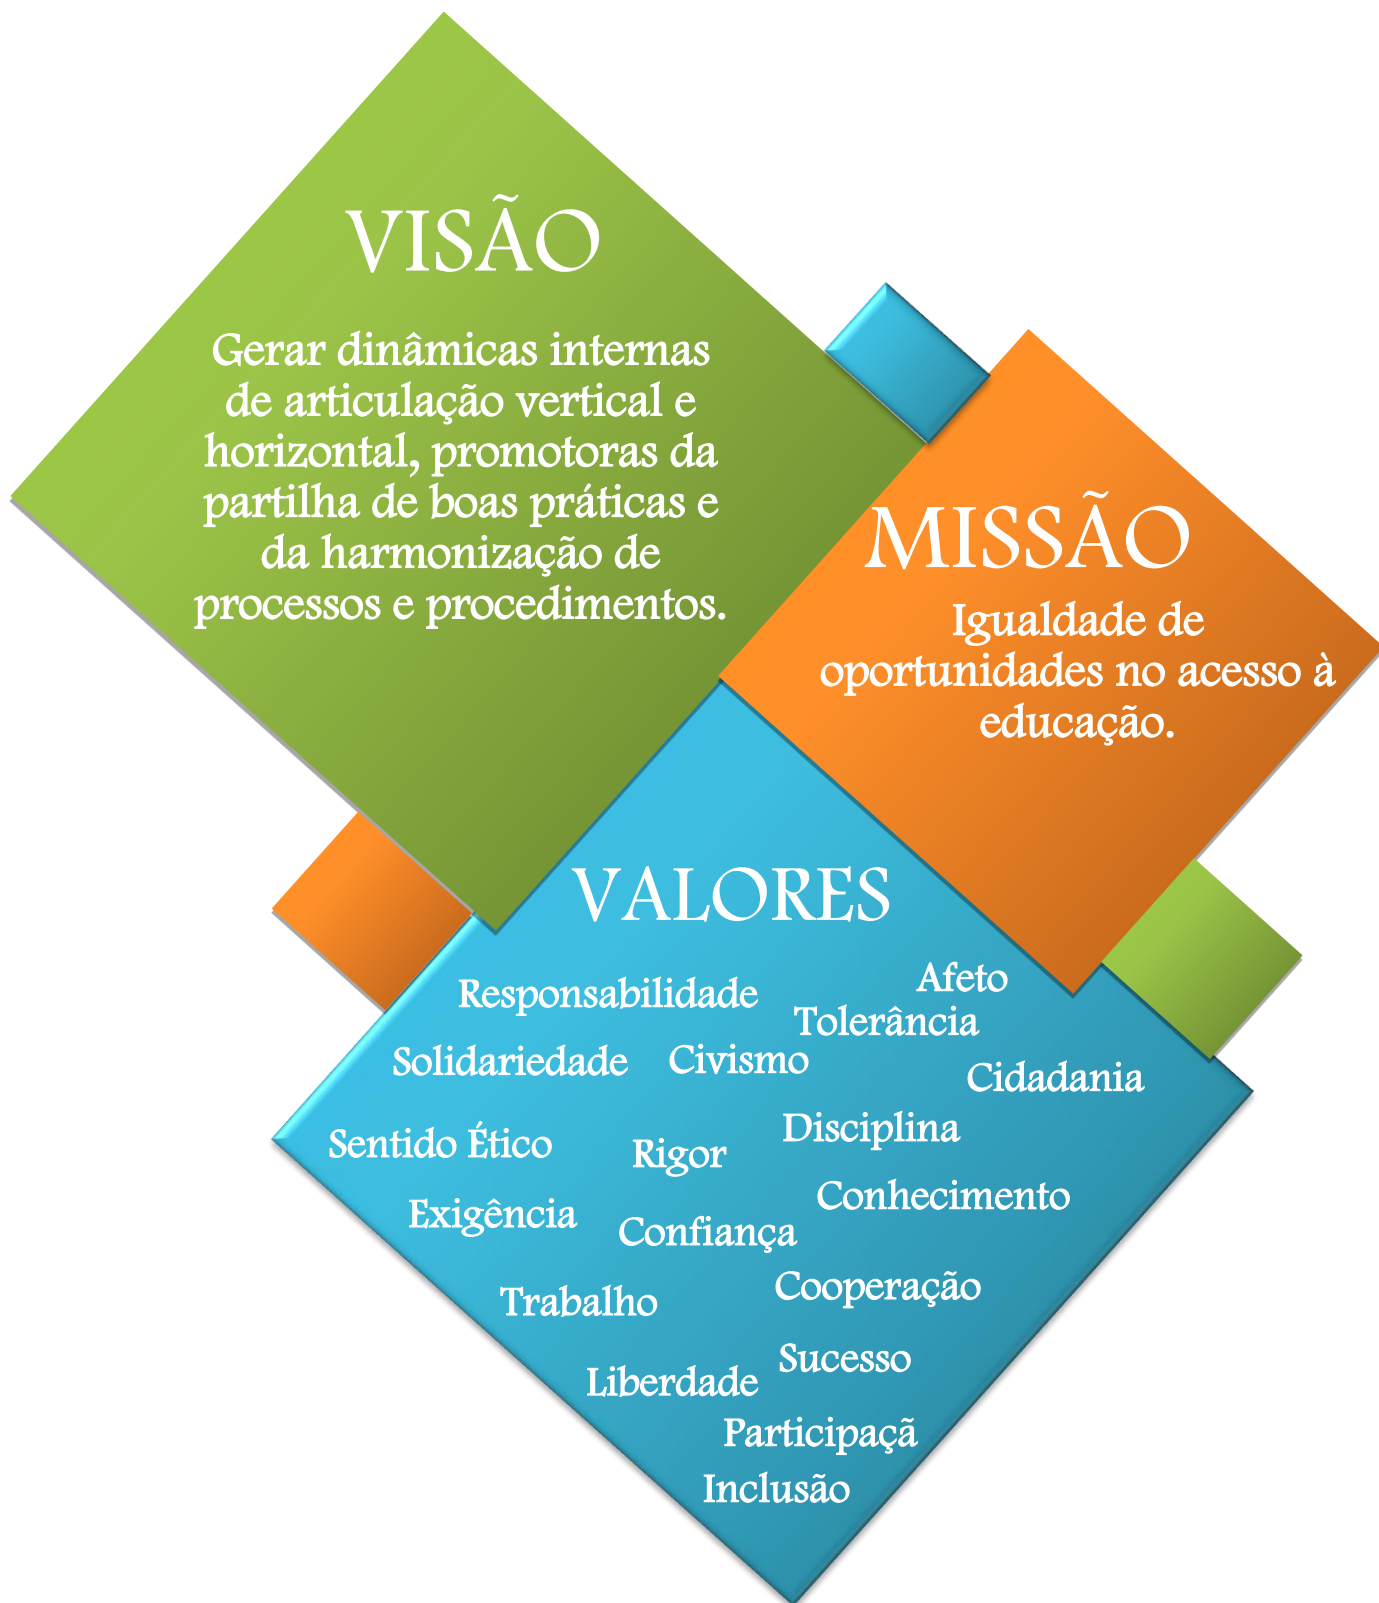 VISÃO
Gerar dinâmicas internas
de articulação vertical e
horizontal, promotoras da
partilha de boas práticas e
da harmonização de
processos e procedimentos.
MISSÃO
Igualdade de
oportunidades no acesso à
educação.
VALORES
Afeto
Responsabilidade
Tolerância
Solidariedade
Civismo
Cidadania
Disciplina
Sentido Ético
Rigor
Conhecimento
Exigência
Confiança
Cooperação
Trabalho
Sucesso
Liberdade
Participaçã
Inclusão